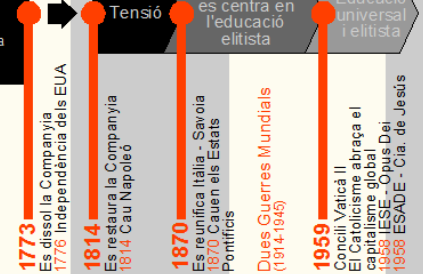 Tensió
es centra en
l'educació
elitista
Educació
universal
i elitista
a
1773
Es dissol la Companyia
1776 Independència dels EUA
1814
Es restaura la Companyia
1814 Cau Napoleó
1870
Es reunifica Itàlia - Savoia
1870 Cauen els Estats
Pontificis
Dues Guerres Mundials
(1914-1945)
1959
Concili Vaticà II
El Catolicisme abraça el
capitalisme global
1958 IESE - Opus Dei
1958 ESADE - Cia. de Jesús